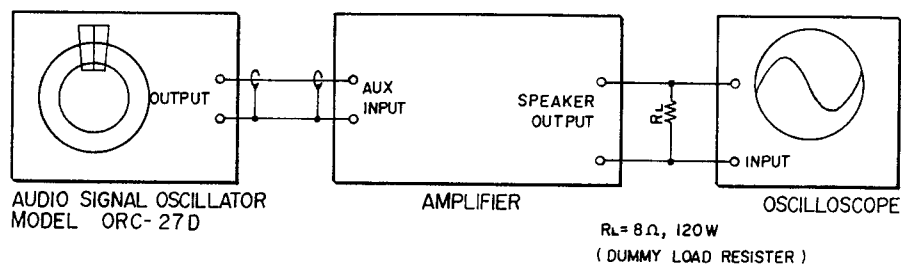 OUTPUT
AUX
INPUT
SPEAKER
OUTPUT
RL
INPUT
AUDIO SIGNAL OSCILLATOR
MODEL ORC-27D
AMPLIFIER
OSCILLOSCOPE
RL=8Ω, 120W
(DUMMY LOAD RESISTER)